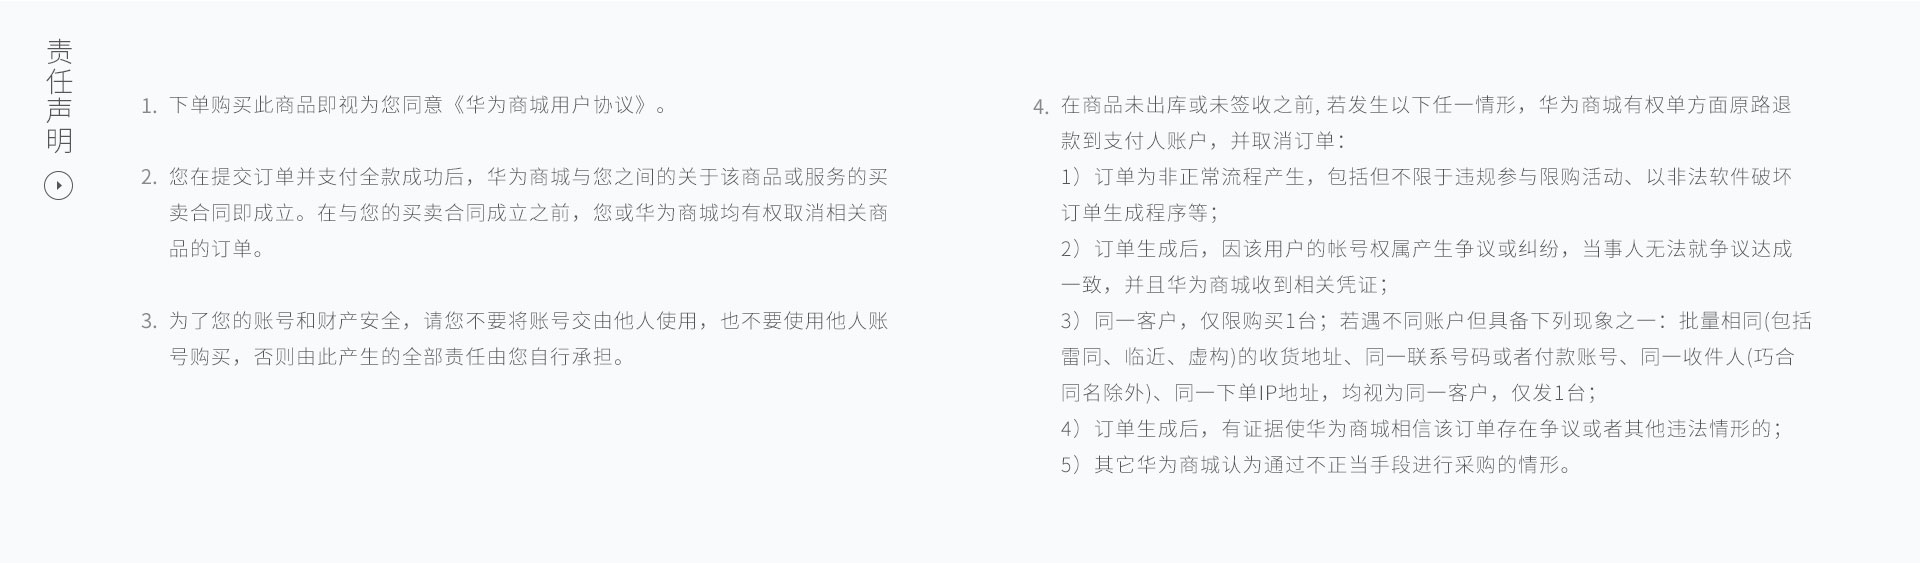 责任声明
1. 下单购买此商品即视为您同意《华为商城用户协议》。
2. 您在提交订单并支付全款成功后，华为商城与您之间的关于该商品或服务的买
卖合同即成立。在与您的买卖合同成立之前，您或华为商城均有权取消相关商
品的订单。
3. 为了您的账号和财产安全，请您不要将账号交由他人使用，也不要使用他人账
号购买，否则由此产生的全部责任由您自行承担。
4. 在商品未出库或未签收之前, 若发生以下任一情形，华为商城有权单方面原路退
款到支付人账户，并取消订单：
1）订单为非正常流程产生，包括但不限于违规参与限购活动、以非法软件破坏
订单生成程序等；
2）订单生成后，因该用户的帐号权属产生争议或纠纷，当事人无法就争议达成
一致，并且华为商城收到相关凭证；
3）同一客户，仅限购买1台；若遇不同账户但具备下列现象之一：批量相同(包括
雷同、临近、虚构)的收货地址、同一联系号码或者付款账号、同一收件人(巧合
同名除外)、同一下单IP地址，均视为同一客户，仅发1台；
4）订单生成后，有证据使华为商城相信该订单存在争议或者其他违法情形的；
5）其它华为商城认为通过不正当手段进行采购的情形。